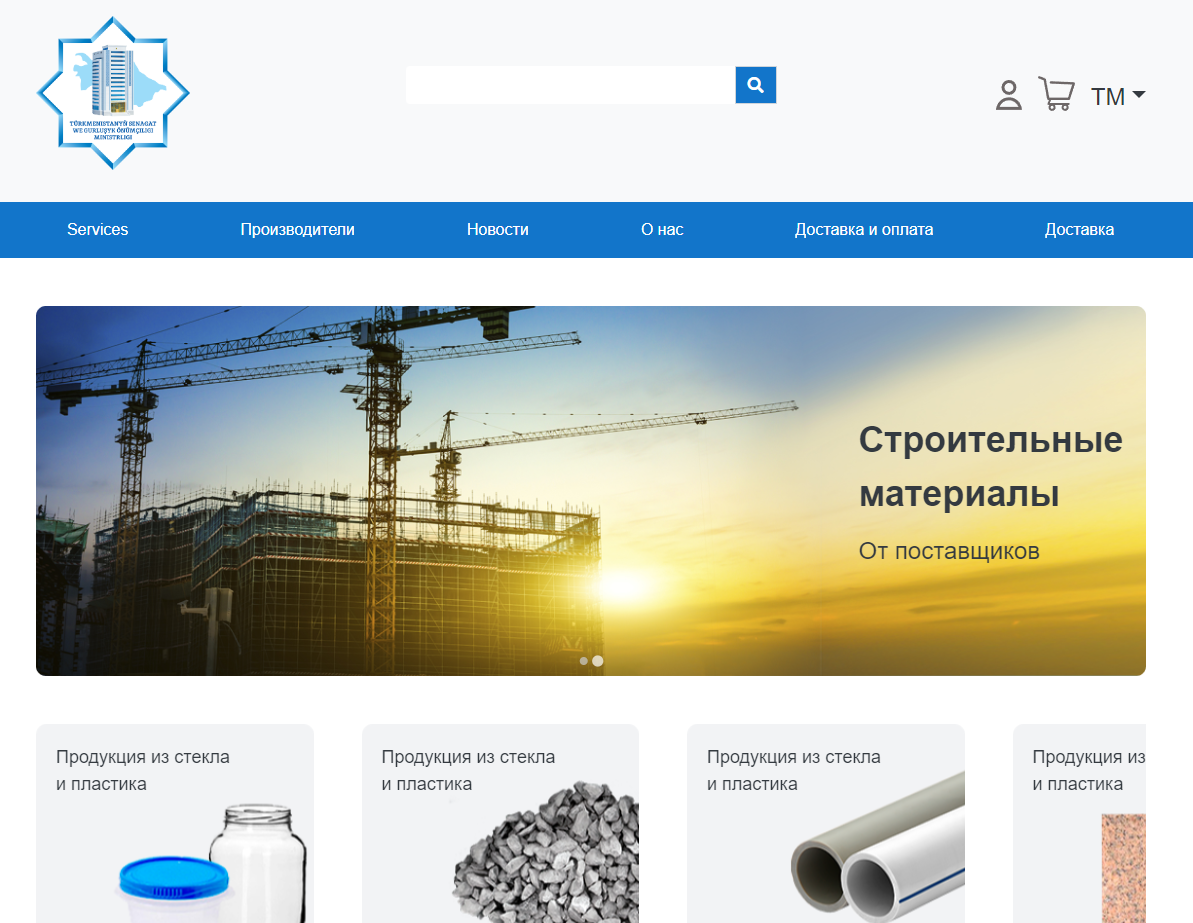 TÜRKMENISTANYŇ SENAGAT
WE GURLUŞYK ÖNÜMÇILIGI
MINISTRLIGI
TM
Services
Производители
Новости
О нас
Доставка и оплата
Доставка
Строительные
материалы
От поставщиков
Продукция из стекла
и пластика
Продукция из стекла
и пластика
Продукция из стекла
и пластика
Продукция из
и пластика